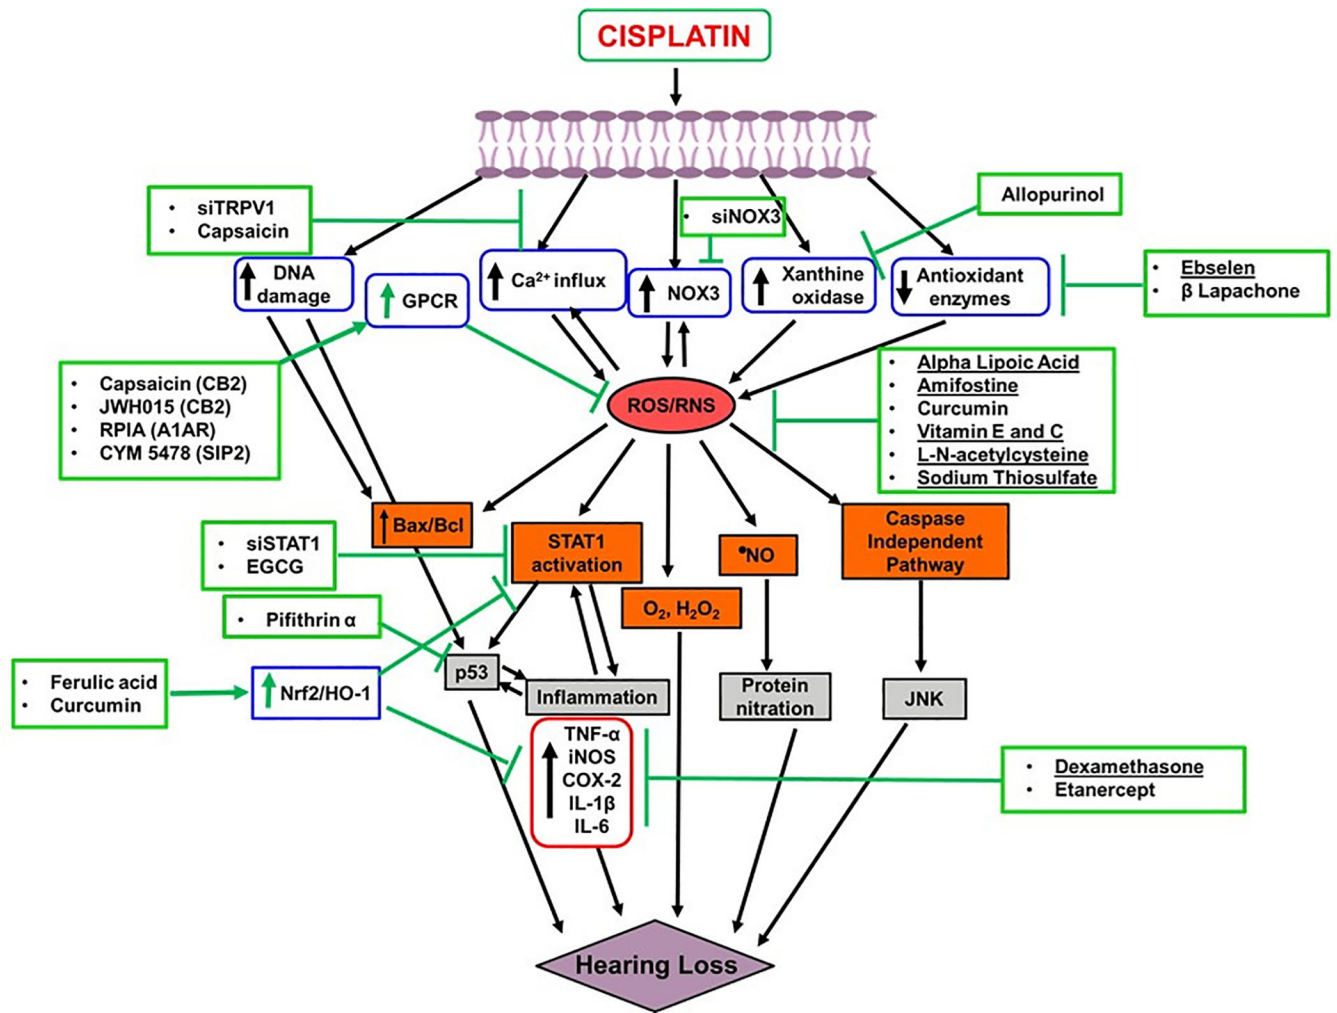 CISPLATIN
• siTRPV1
• Capsaicin
• siNOX3
Allopurinol
DNA
damage
GPCR
Ca²⁺ influx
NOX3
Xanthine
oxidase
Antioxidant
enzymes
• Ebselen
• β Lapachone
• Capsaicin (CB2)
• JWH015 (CB2)
• RPIA (A1AR)
• CYM 5478 (SIP2)
ROS/RNS
• Alpha Lipoic Acid
• Amifostine
• Curcumin
• Vitamin E and C
• L-N-acetylcysteine
• Sodium Thiosulfate
Bax/Bcl
• siSTAT1
• EGCG
STAT1
activation
•NO
Caspase
Independent
Pathway
O₂, H₂O₂
• Pifithrin α
• Ferulic acid
• Curcumin
Nrf2/HO-1
p53
Inflammation
Protein
nitration
JNK
TNF-α
iNOS
COX-2
IL-1β
IL-6
• Dexamethasone
• Etanercept
Hearing Loss